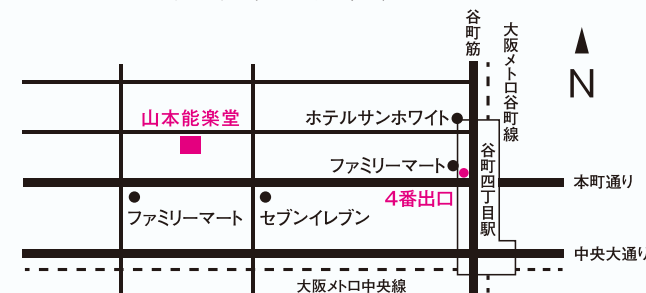 谷町筋
大阪メトロ谷町線
N
山本能楽堂
ホテルサンホワイト
谷町四丁目駅
ファミリーマート
本町通り
4番出口
ファミリーマート
セブンイレブン
中央大通り
大阪メトロ中央線